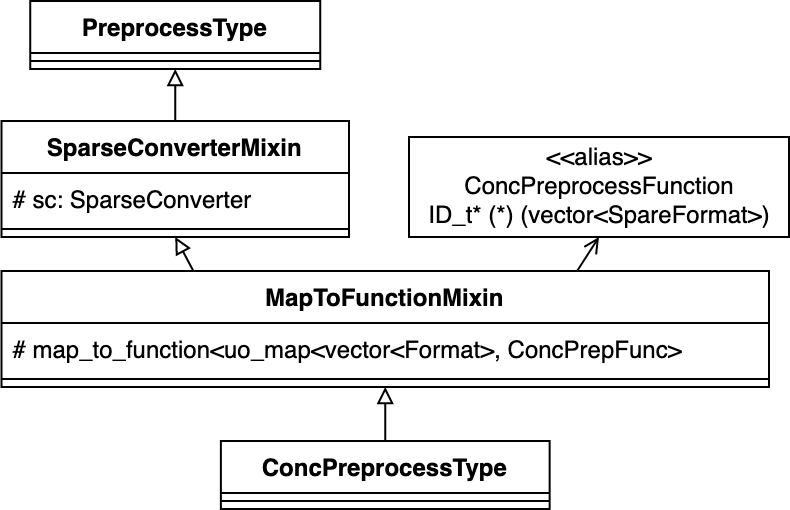 PreprocessType
SparseConverterMixin
# sc: SparseConverter
<<alias>>
ConcPreprocessFunction
ID_t* (*) (vector<SpareFormat>)
MapToFunctionMixin
# map_to_function<uo_map<vector<Format>, ConcPrepFunc>
ConcPreprocessType